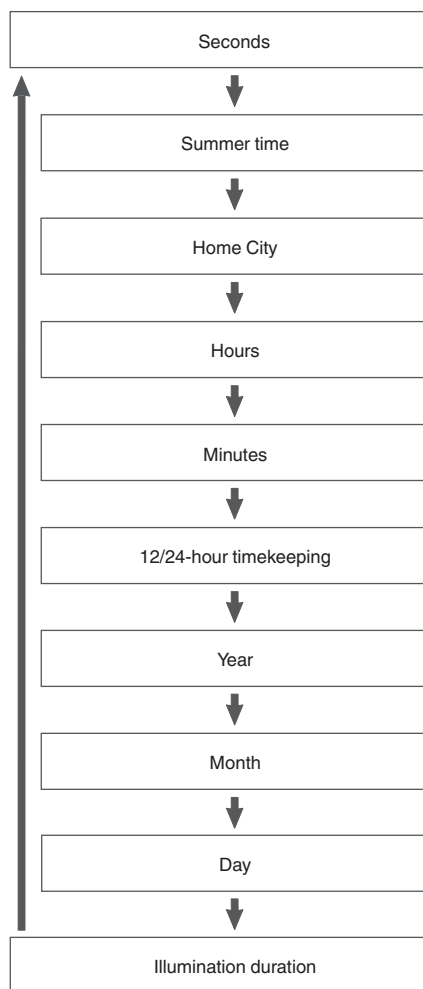 Seconds
Summer time
Home City
Hours
Minutes
12/24-hour timekeeping
Year
Month
Day
Illumination duration